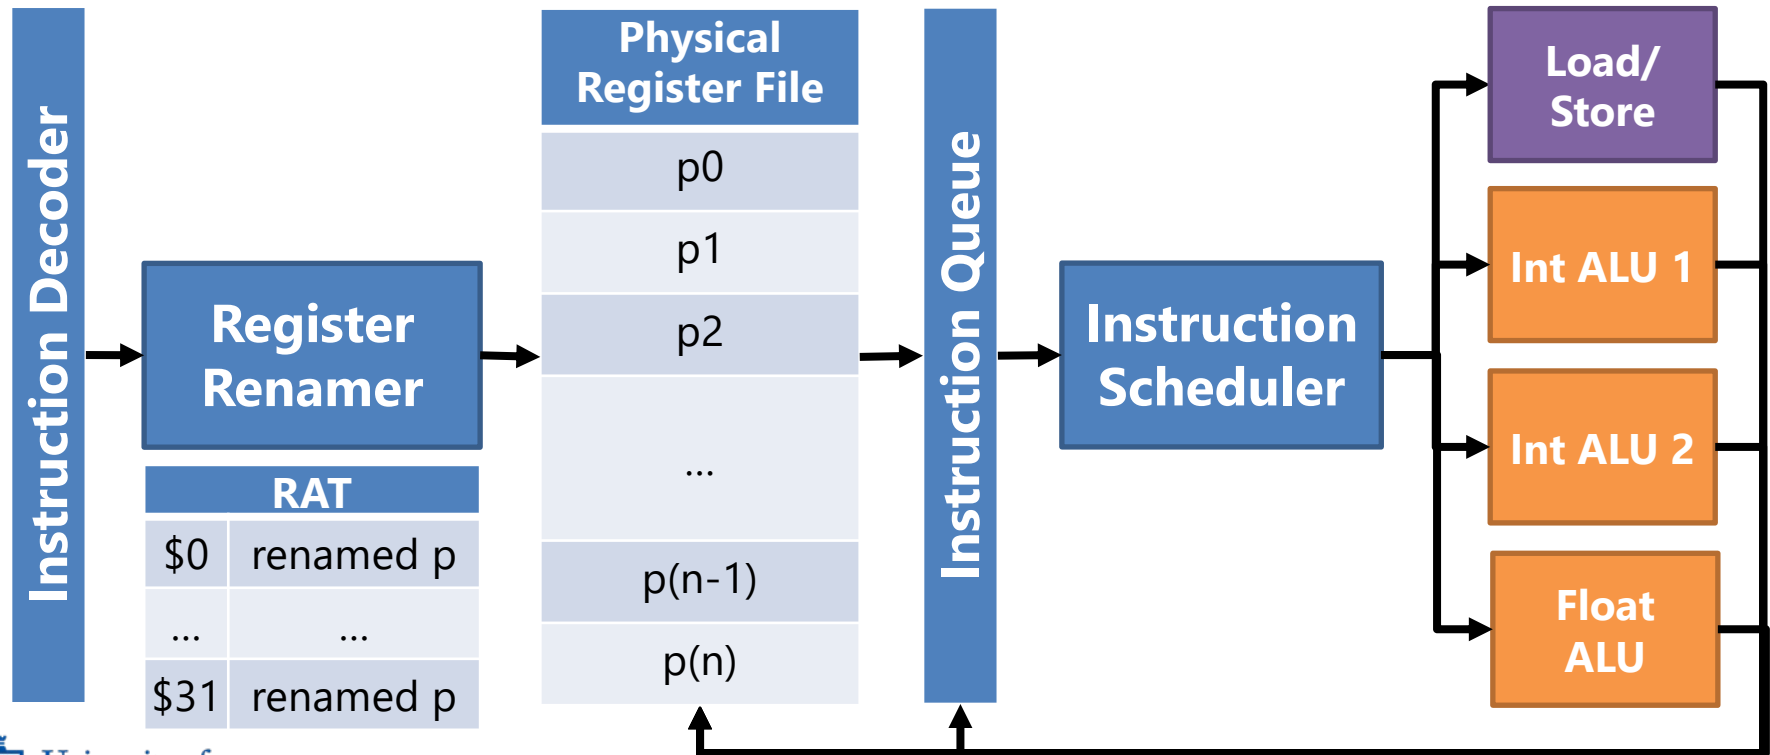 Instruction Decoder
Register
Renamer
RAT
$0 renamed p
... ...
$31 renamed p
Physical
Register File
p0
p1
p2
...
p(n-1)
p(n)
Instruction Queue
Instruction
Scheduler
Load/
Store
Int ALU 1
Int ALU 2
Float
ALU